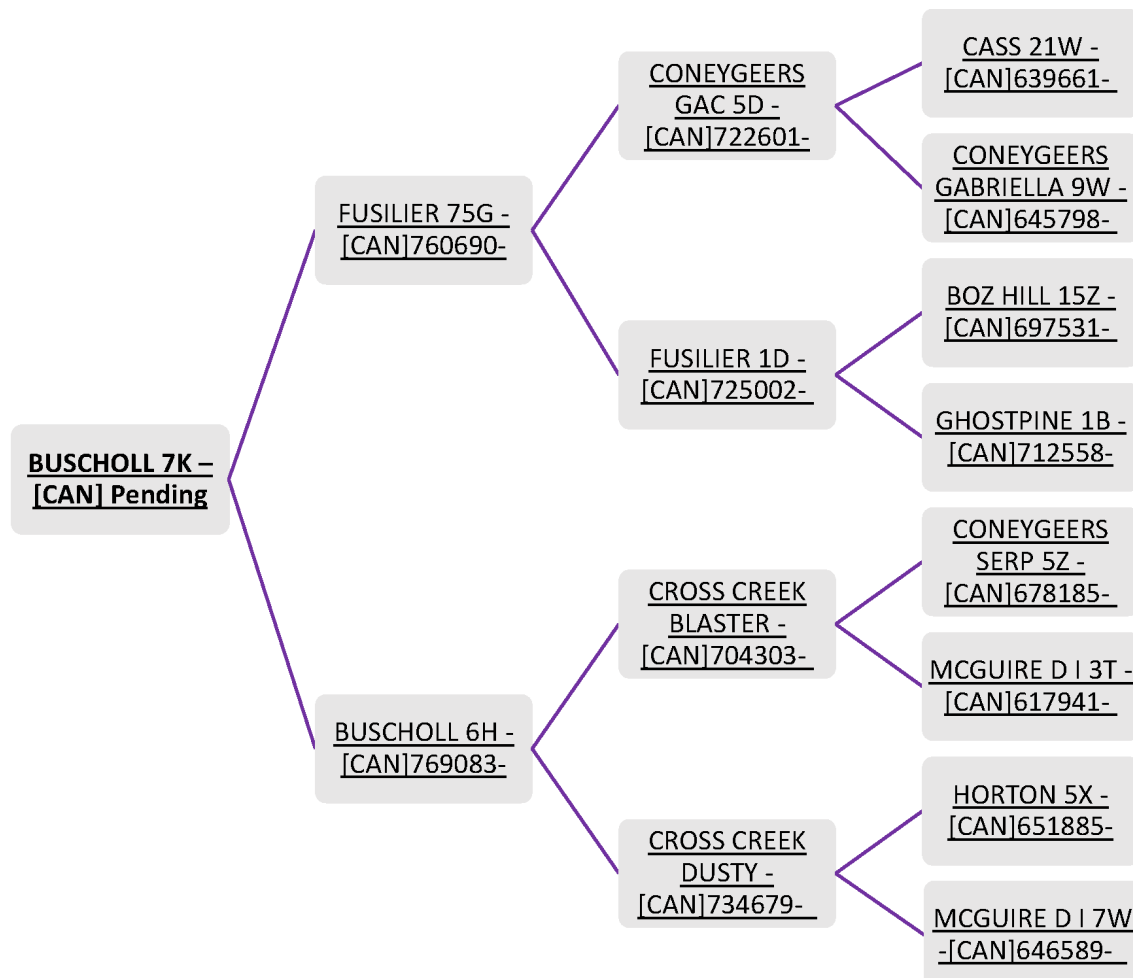 BUSCHOLL 7K –
[CAN] Pending
FUSILIER 75G -
[CAN]760690-
BUSCHOLL 6H -
[CAN]769083-
CONEYGEERS
GAC 5D -
[CAN]722601-
FUSILIER 1D -
[CAN]725002-
CROSS CREEK
BLASTER -
[CAN]704303-
CROSS CREEK
DUSTY -
[CAN]734679-
CASS 21W -
[CAN]639661-
CONEYGEERS
GABRIELLA 9W -
[CAN]645798-
BOZ HILL 15Z -
[CAN]697531-
GHOSTPINE 1B -
[CAN]712558-
CONEYGEERS
SERP 5Z -
[CAN]678185-
MCGUIRE D I 3T -
[CAN]617941-
HORTON 5X -
[CAN]651885-
MCGUIRE D I 7W
-[CAN]646589-